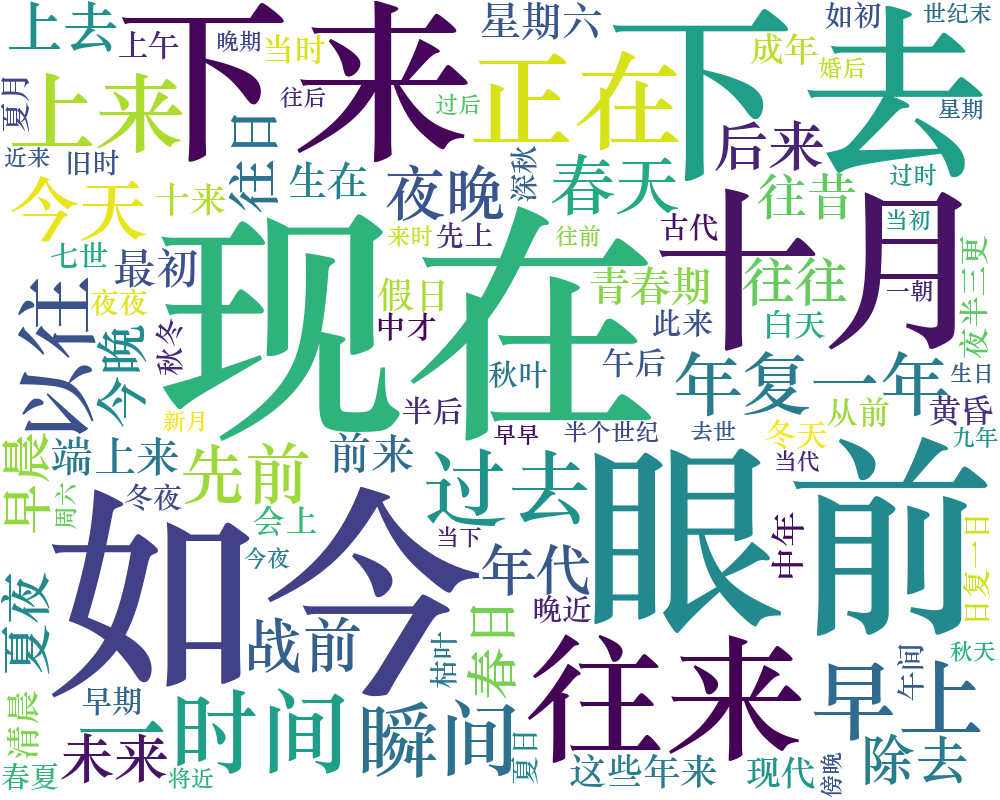 上去
上午
晚期
当时
下来
星期六
下去
成年
如初
世纪末
婚后
夏月
上来
往后
过后
正在
后来
星期
近来
旧时
往日
生在
夜晚
深秋
春天
往昔
过时
今天
十来
现在
来时
先上
往前
古代
十月
当初
七世
最初
夜夜
假日
中才
青春期
往往
一朝
夜半三更
以往
今晚
秋冬
此来
白天
秋叶
午后
年复一年
生日
新月
半后
早早
半个世纪
去世
从前
黄昏
冬天
九年
早晨
端上来
先前
前来
过去
眼前
当代
周六
冬夜
会上
如今
当下
年代
中年
日复一日
今夜
夏夜
战前
枯叶
春日
晚近
往来
早上
午间
秋天
清晨
早期
一时间
瞬间
未来
夏日
这些年来
现代
傍晚
除去
春夏
将近